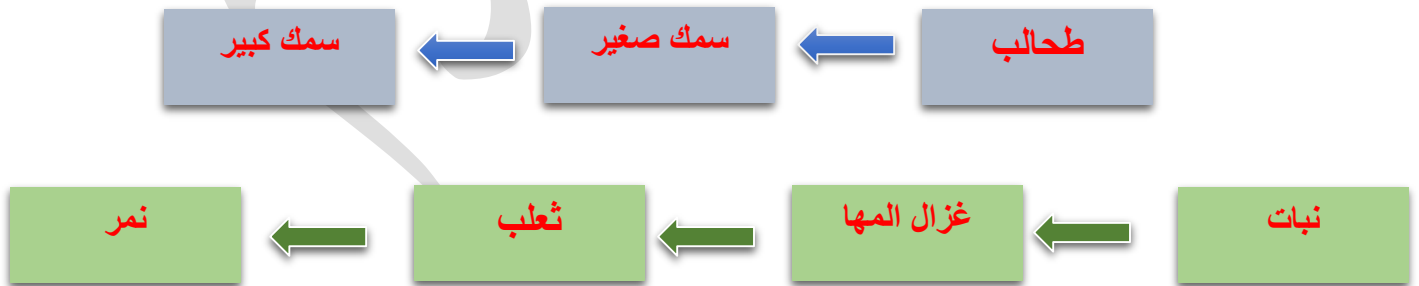 طحالب سمك صغير سمك كبير
نبات غزال المها ثعلب نمر